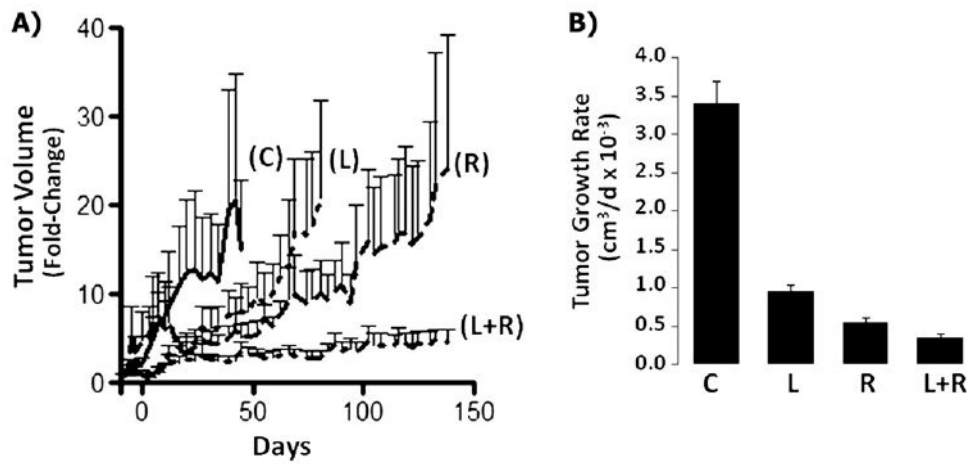 A)
Tumor Volume
(Fold-Change)
40
30
20
10
0
(C)
(L)
(R)
(L+R)
0
50
100
150
Days
B)
Tumor Growth Rate
(cm³/d x 10⁻³)
4.0
3.5
3.0
2.5
2.0
1.5
1.0
0.5
0.0
C
L
R
L+R